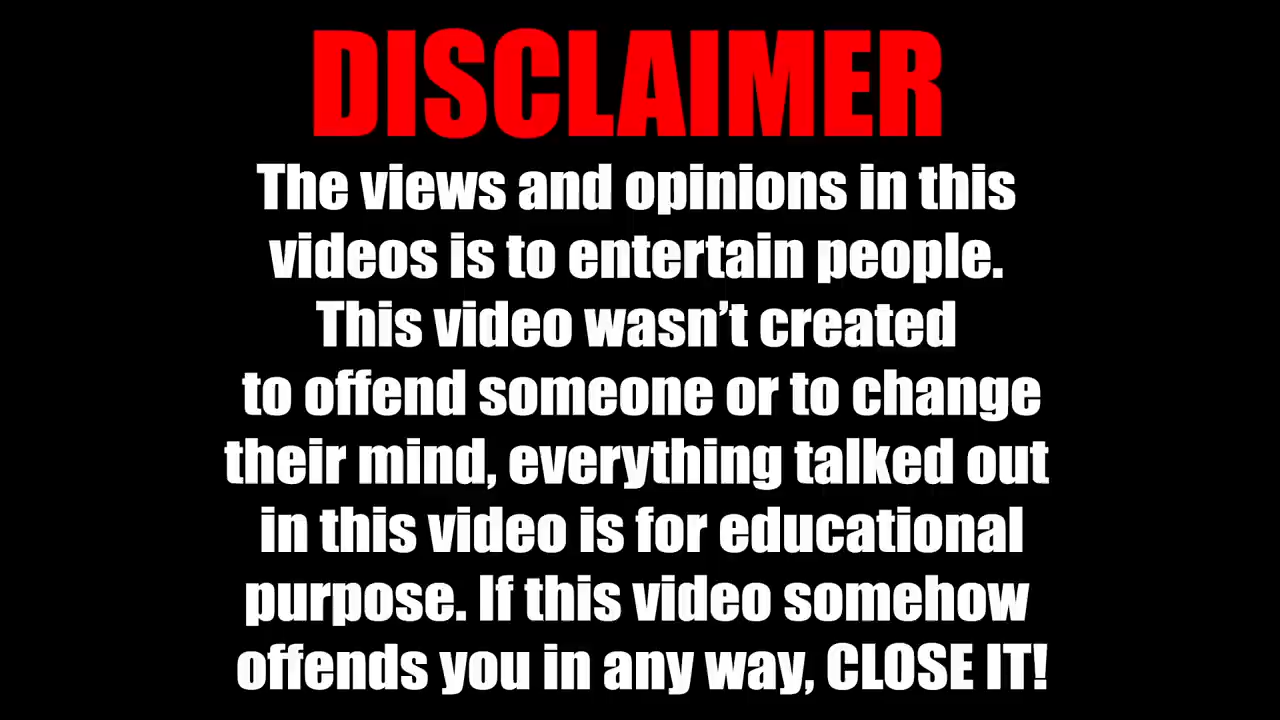 DISCLAIMER
The views and opinions in this
videos is to entertain people.
This video wasn't created
to offend someone or to change
their mind, everything talked out
in this video is for educational
purpose. If this video somehow
offends you in any way, CLOSE IT!